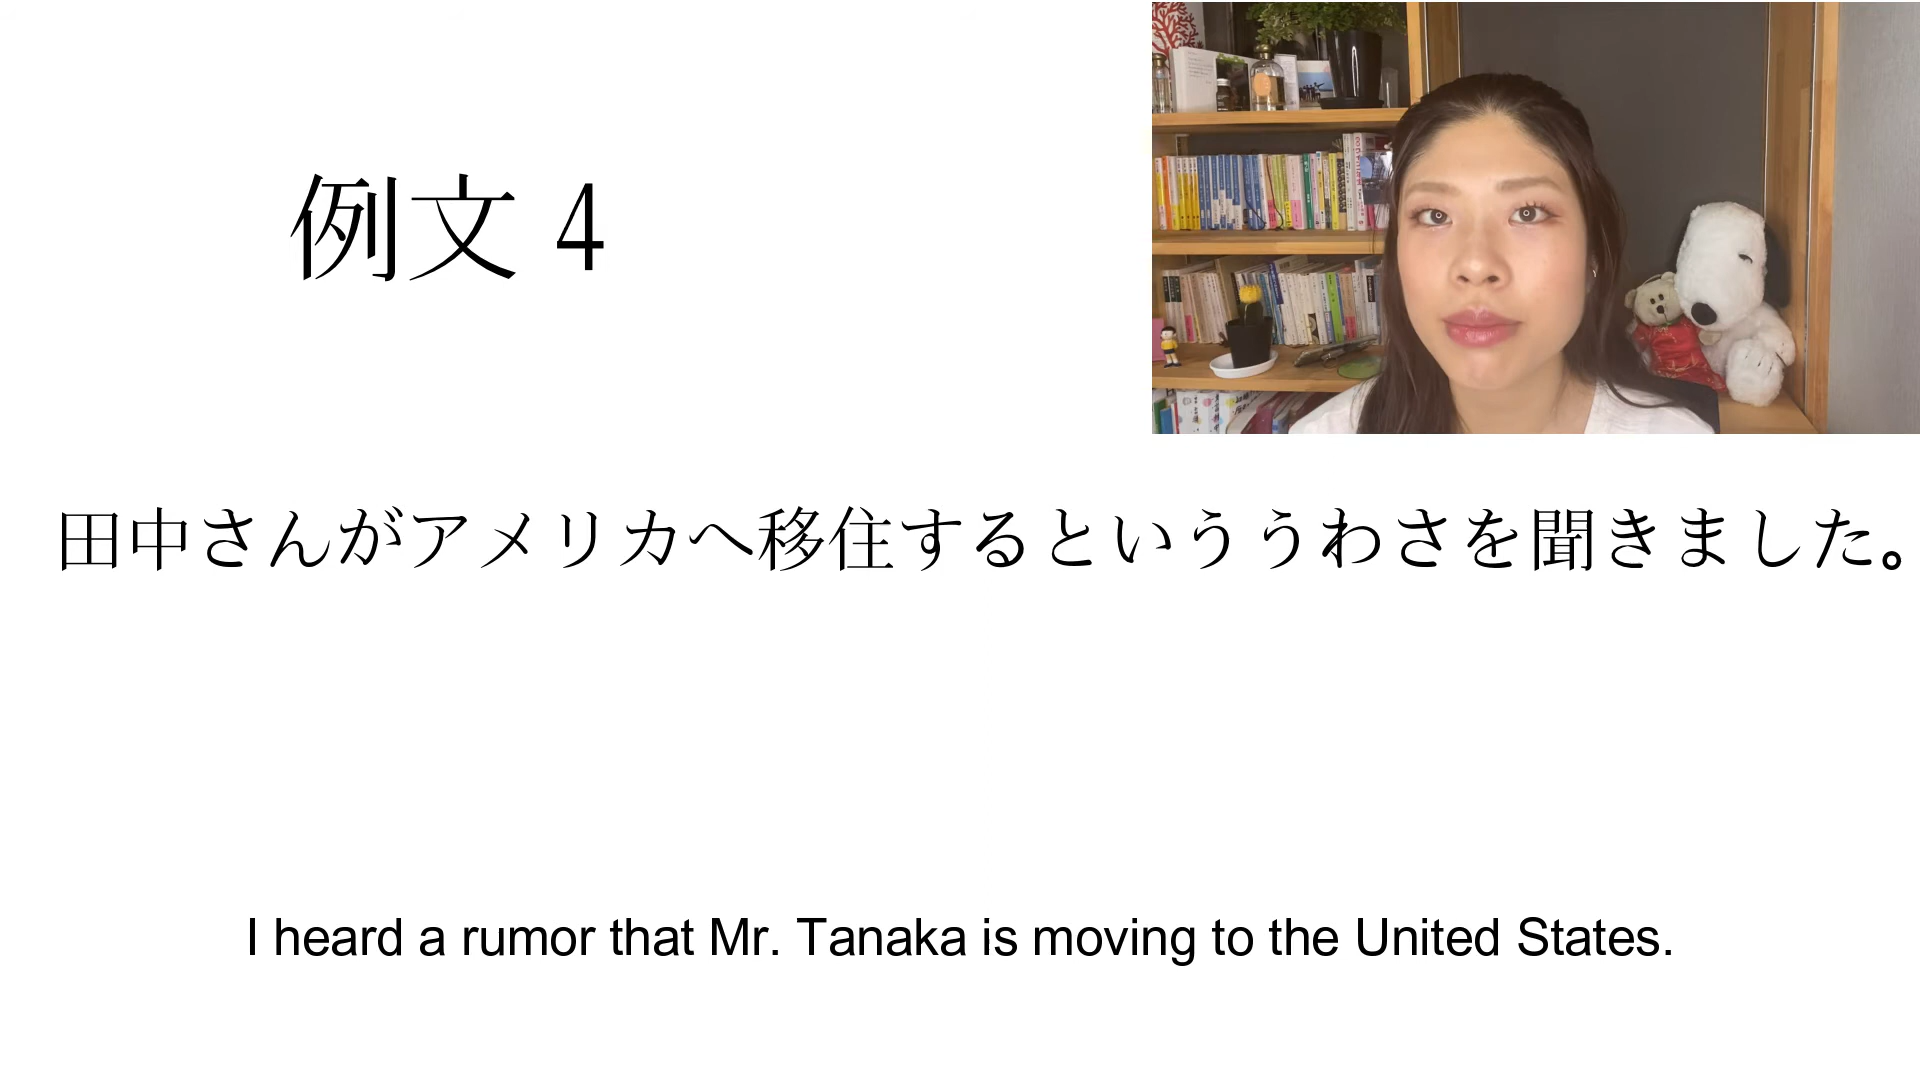 例文 4
田中さんがアメリカへ移住するといううわさを聞きました。
I heard a rumor that Mr. Tanaka is moving to the United States.